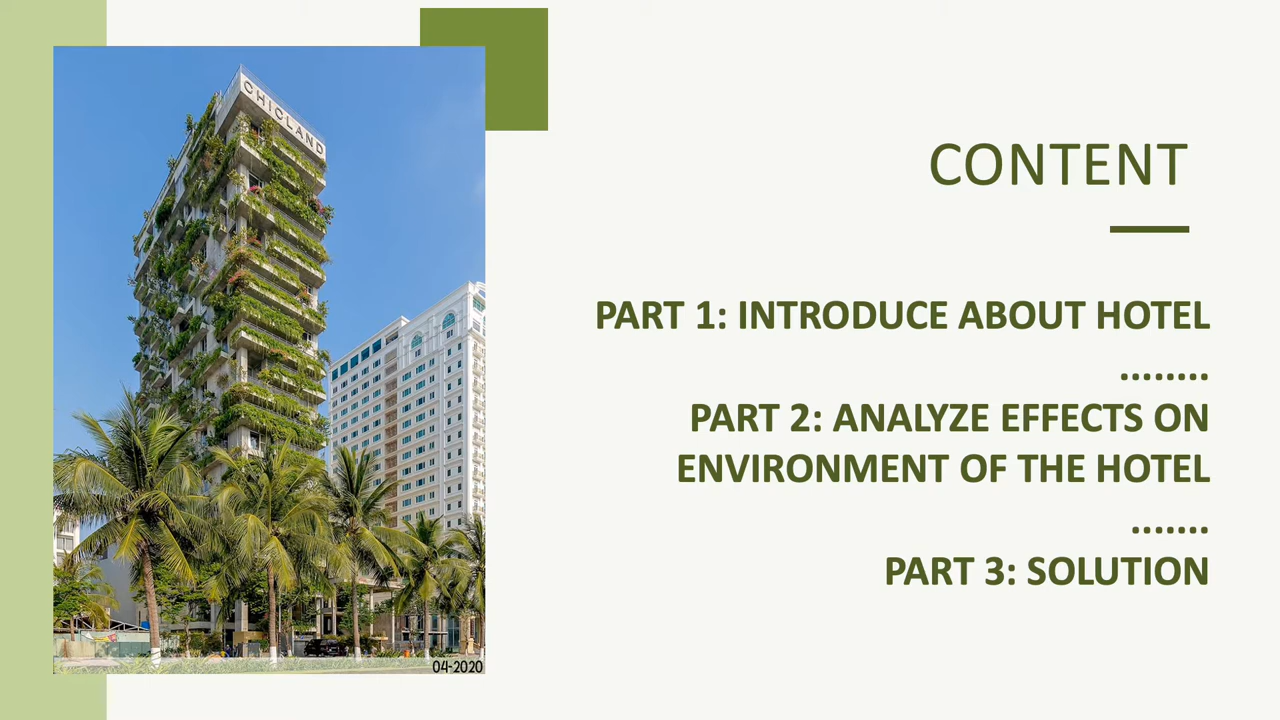 CHICLAND
04-2020
CONTENT
PART 1: INTRODUCE ABOUT HOTEL
........
PART 2: ANALYZE EFFECTS ON
ENVIRONMENT OF THE HOTEL
.......
PART 3: SOLUTION